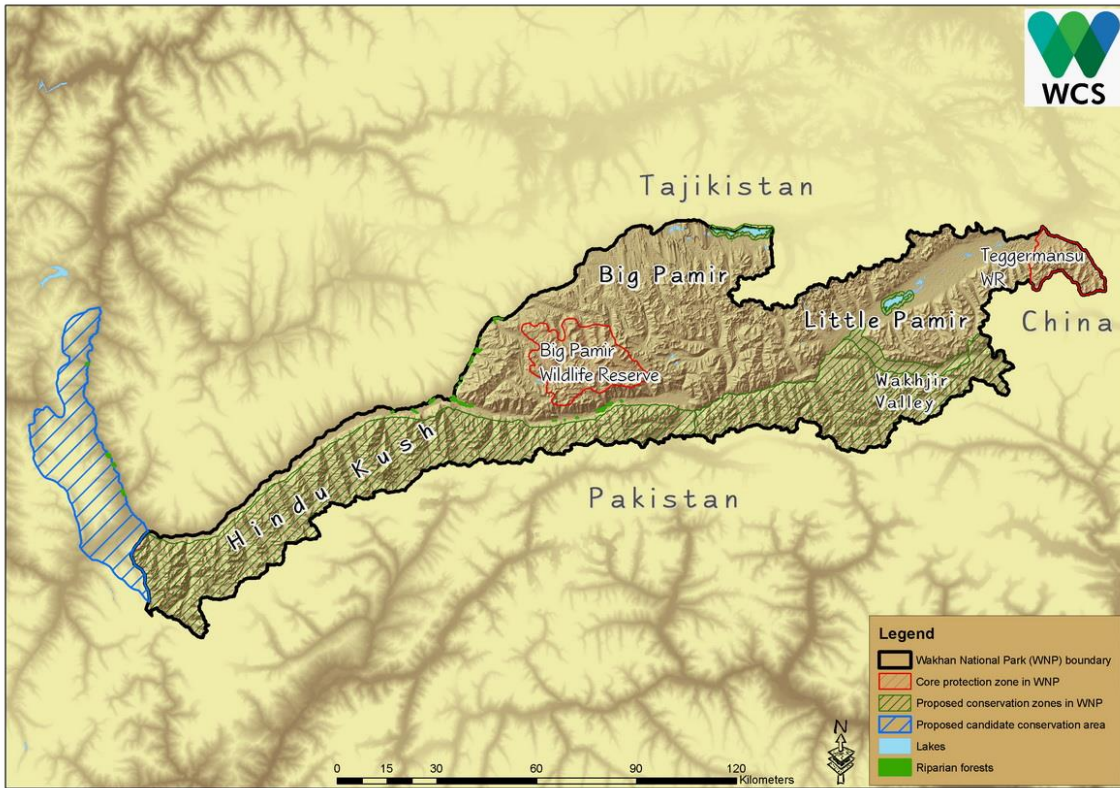 WCS
Tajikistan
Big Pamir
Teggermansu
WR
Little Pamir
China
Big Pamir
Wildlife Reserve
Wakhjir
Valley
Hindu Kush
Pakistan
Legend
Wakhan National Park (WNP) boundary
Core protection zone in WNP
Proposed conservation zones in WNP
Proposed candidate conservation area
Lakes
Riparian forests
N
0 15 30 60 90 120
Kilometers